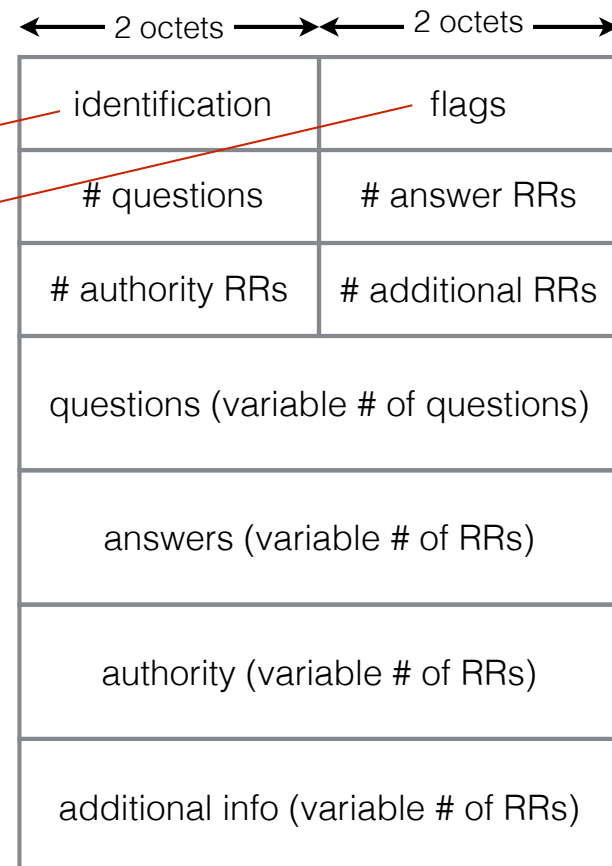 2 octets 2 octets
identification flags
# questions # answer RRs
# authority RRs # additional RRs
questions (variable # of questions)
answers (variable # of RRs)
authority (variable # of RRs)
additional info (variable # of RRs)